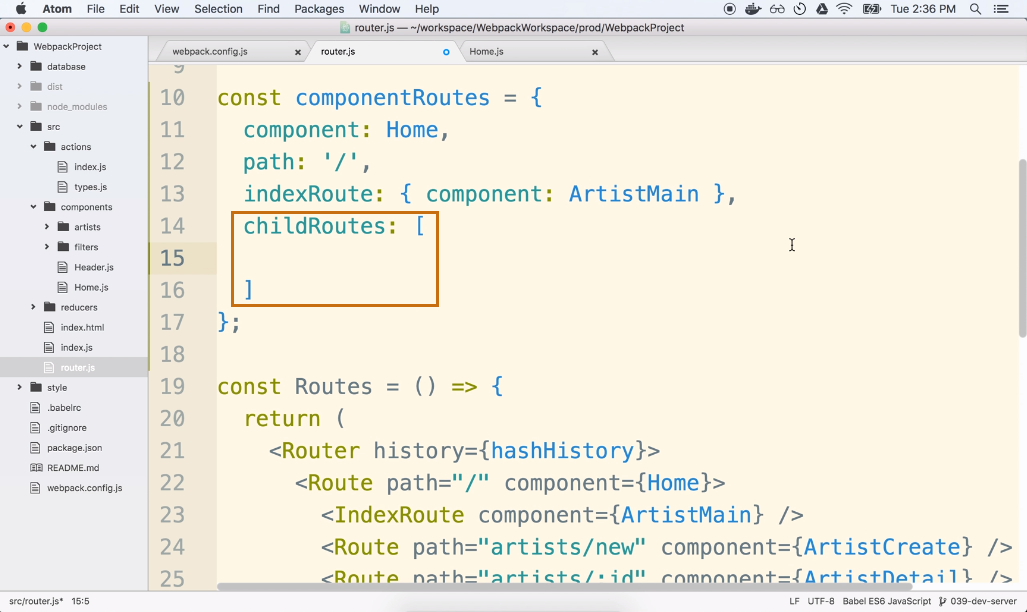 Atom File Edit View Selection Find Packages Window Help Tue 2:36 PM
router.js — ~/workspace/WebpackWorkspace/prod/WebpackProject
WebpackProject
database
dist
node_modules
src
actions
index.js
types.js
components
artists
filters
Header.js
Home.js
reducers
index.html
index.js
router.js
style
.babelrc
.gitignore
package.json
README.md
webpack.config.js
webpack.config.js router.js Home.js
9
10 const componentRoutes = {
11 component: Home,
12 path: '/',
13 indexRoute: { component: ArtistMain },
14 childRoutes: [
15
16 ]
17 };
18
19 const Routes = () => {
20 return (
21 <Router history={hashHistory}>
22 <Route path="/" component={Home}>
23 <IndexRoute component={ArtistMain} />
24 <Route path="artists/new" component={ArtistCreate} />
25 <Route path="artists/:id" component={ArtistDetail} />
src/router.js* 15:5 LF UTF-8 Babel ES6 JavaScript 039-dev-server